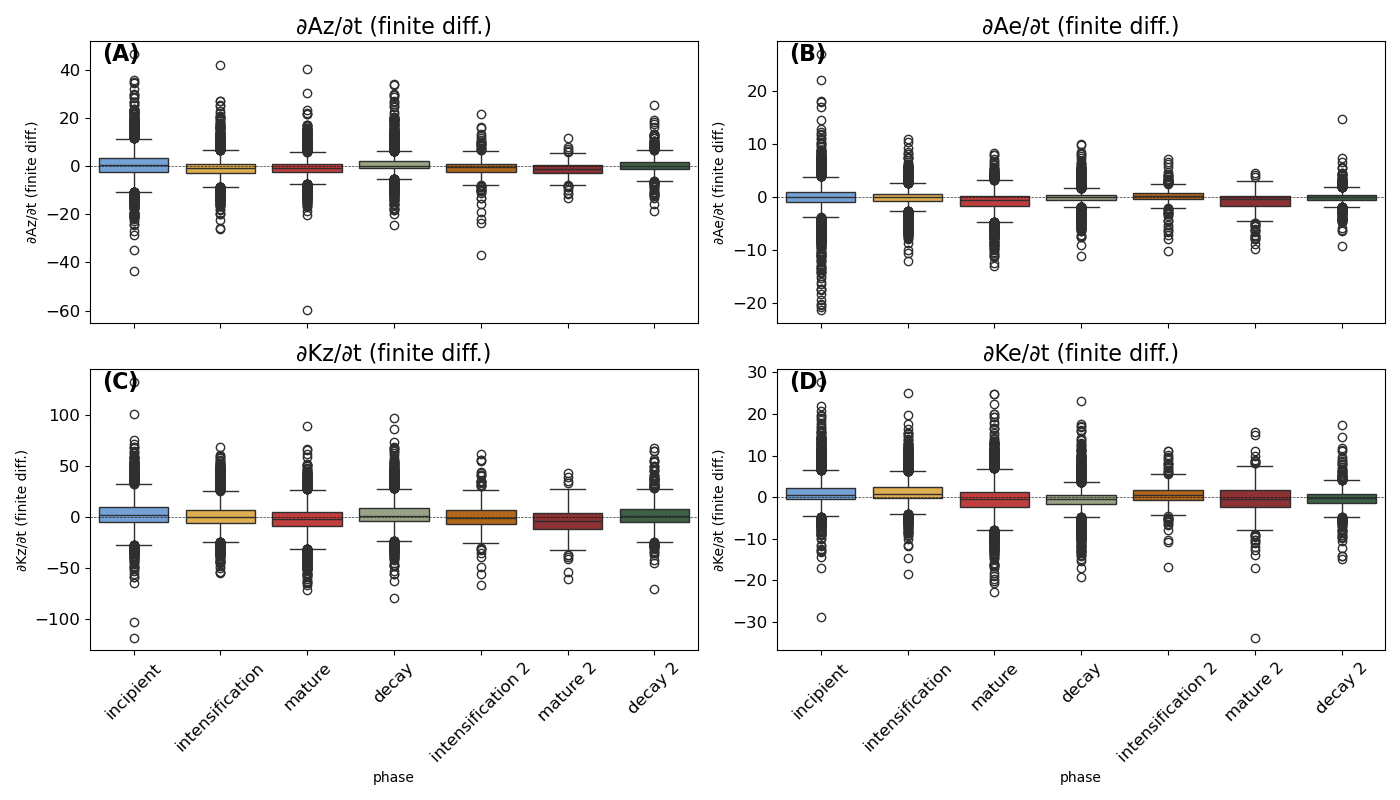 ∂Az/∂t (finite diff.)
(A)
∂Az/∂t (finite diff.)
40
20
0
−20
−40
−60
∂Ae/∂t (finite diff.)
(B)
∂Ae/∂t (finite diff.)
20
10
0
−10
−20
∂Kz/∂t (finite diff.)
(C)
∂Kz/∂t (finite diff.)
100
50
0
−50
−100
incipient
intensification
mature
decay
intensification 2
mature 2
decay 2
phase
∂Ke/∂t (finite diff.)
(D)
∂Ke/∂t (finite diff.)
30
20
10
0
−10
−20
−30
incipient
intensification
mature
decay
intensification 2
mature 2
decay 2
phase